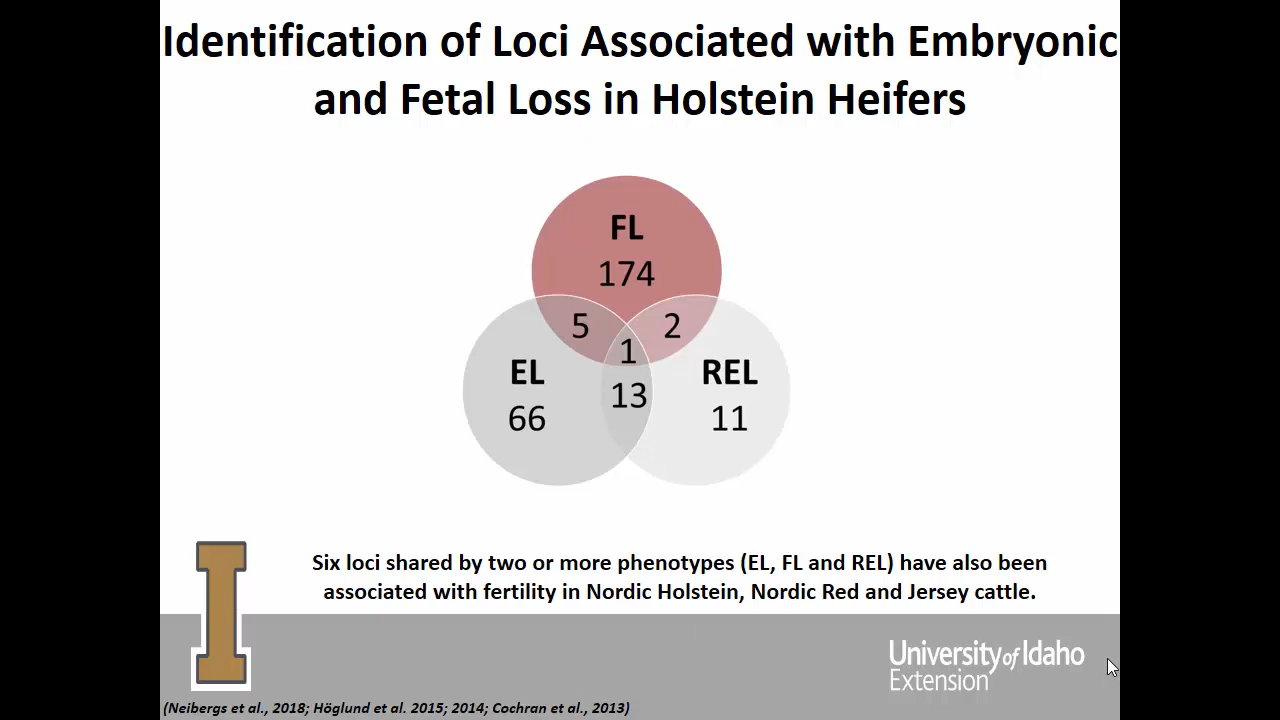 Identification of Loci Associated with Embryonic
and Fetal Loss in Holstein Heifers
FL
174
5
2
1
EL
REL
13
66
11
Six loci shared by two or more phenotypes (EL, FL and REL) have also been
associated with fertility in Nordic Holstein, Nordic Red and Jersey cattle.
I
University of Idaho
Extension
(Neibergs et al., 2018; Höglund et al. 2015; 2014; Cochran et al., 2013)